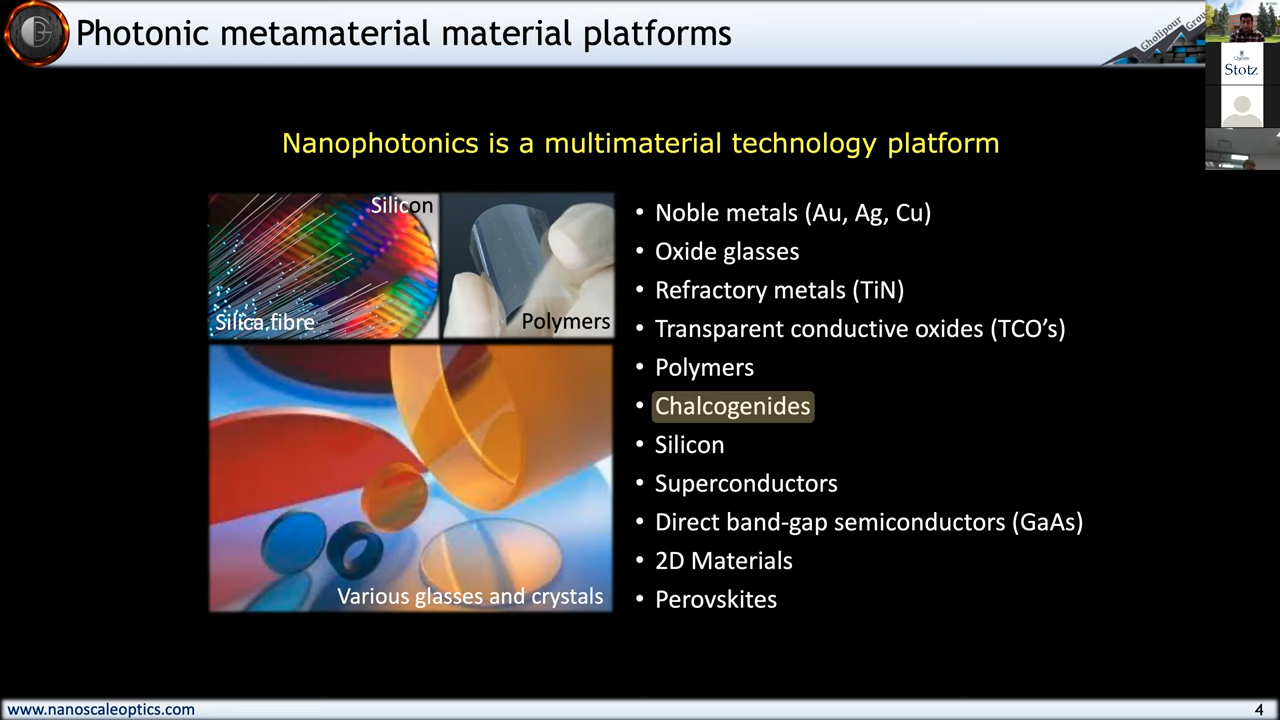 Photonic metamaterial material platforms
Gholipour Grou
Stotz
Nanophotonics is a multimaterial technology platform
Silicon
Silica fibre
Polymers
Various glasses and crystals
• Noble metals (Au, Ag, Cu)
• Oxide glasses
• Refractory metals (TiN)
• Transparent conductive oxides (TCO’s)
• Polymers
• Chalcogenides
• Silicon
• Superconductors
• Direct band-gap semiconductors (GaAs)
• 2D Materials
• Perovskites
www.nanoscaleoptics.com
4